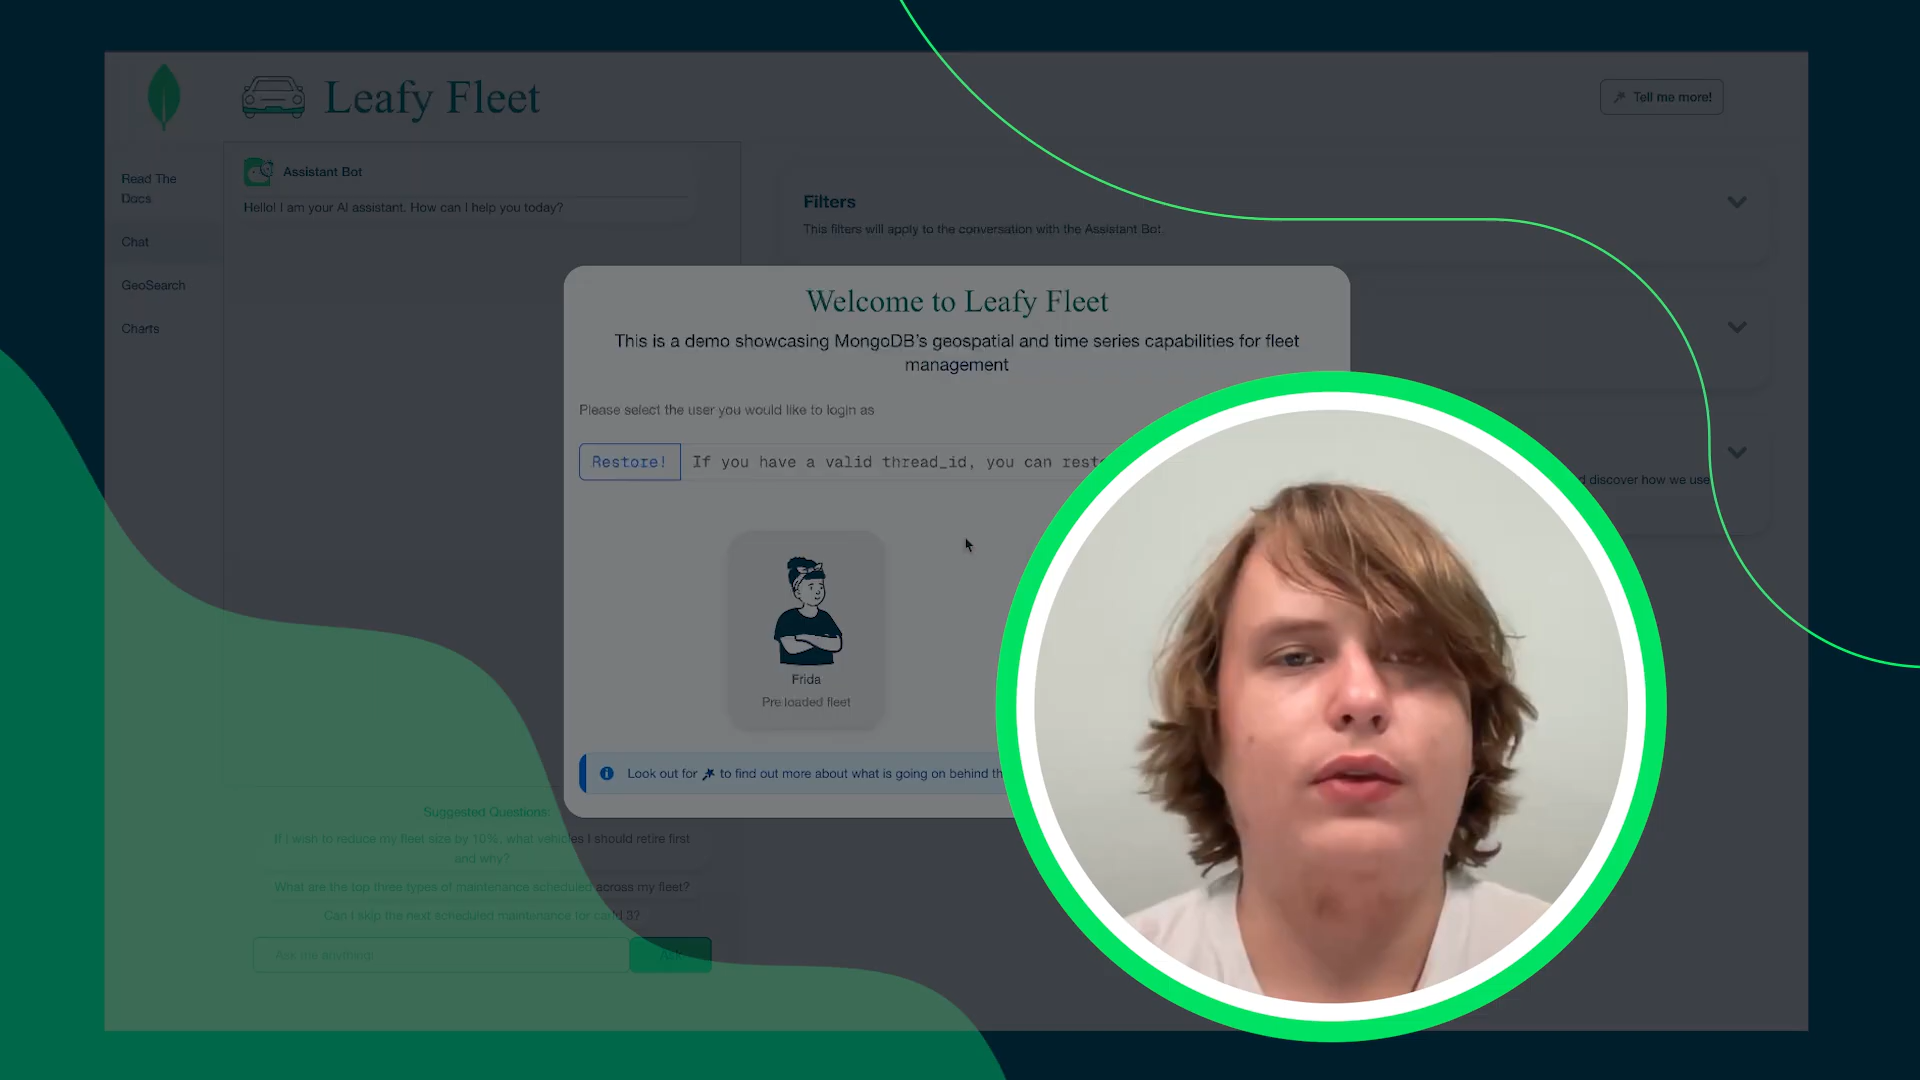 Leafy Fleet
Tell me more!
Read The
Docs
Chat
GeoSearch
Charts
Assistant Bot
Hello! I am your AI assistant. How can I help you today?
Filters
This filters will apply to the conversation with the Assistant Bot.
Welcome to Leafy Fleet
This is a demo showcasing MongoDB's geospatial and time series capabilities for fleet
management
Please select the user you would like to login as
Restore! If you have a valid thread_id, you can rest
d discover how we use
Frida
Pre loaded fleet
Look out for to find out more about what is going on behind th
Suggested Questions:
If I wish to reduce my fleet size by 10%, what vehicles I should retire first
and why?
What are the top three types of maintenance scheduled across my fleet?
Can I skip the next scheduled maintenance for carId 3?
Ask me anything!
Ask